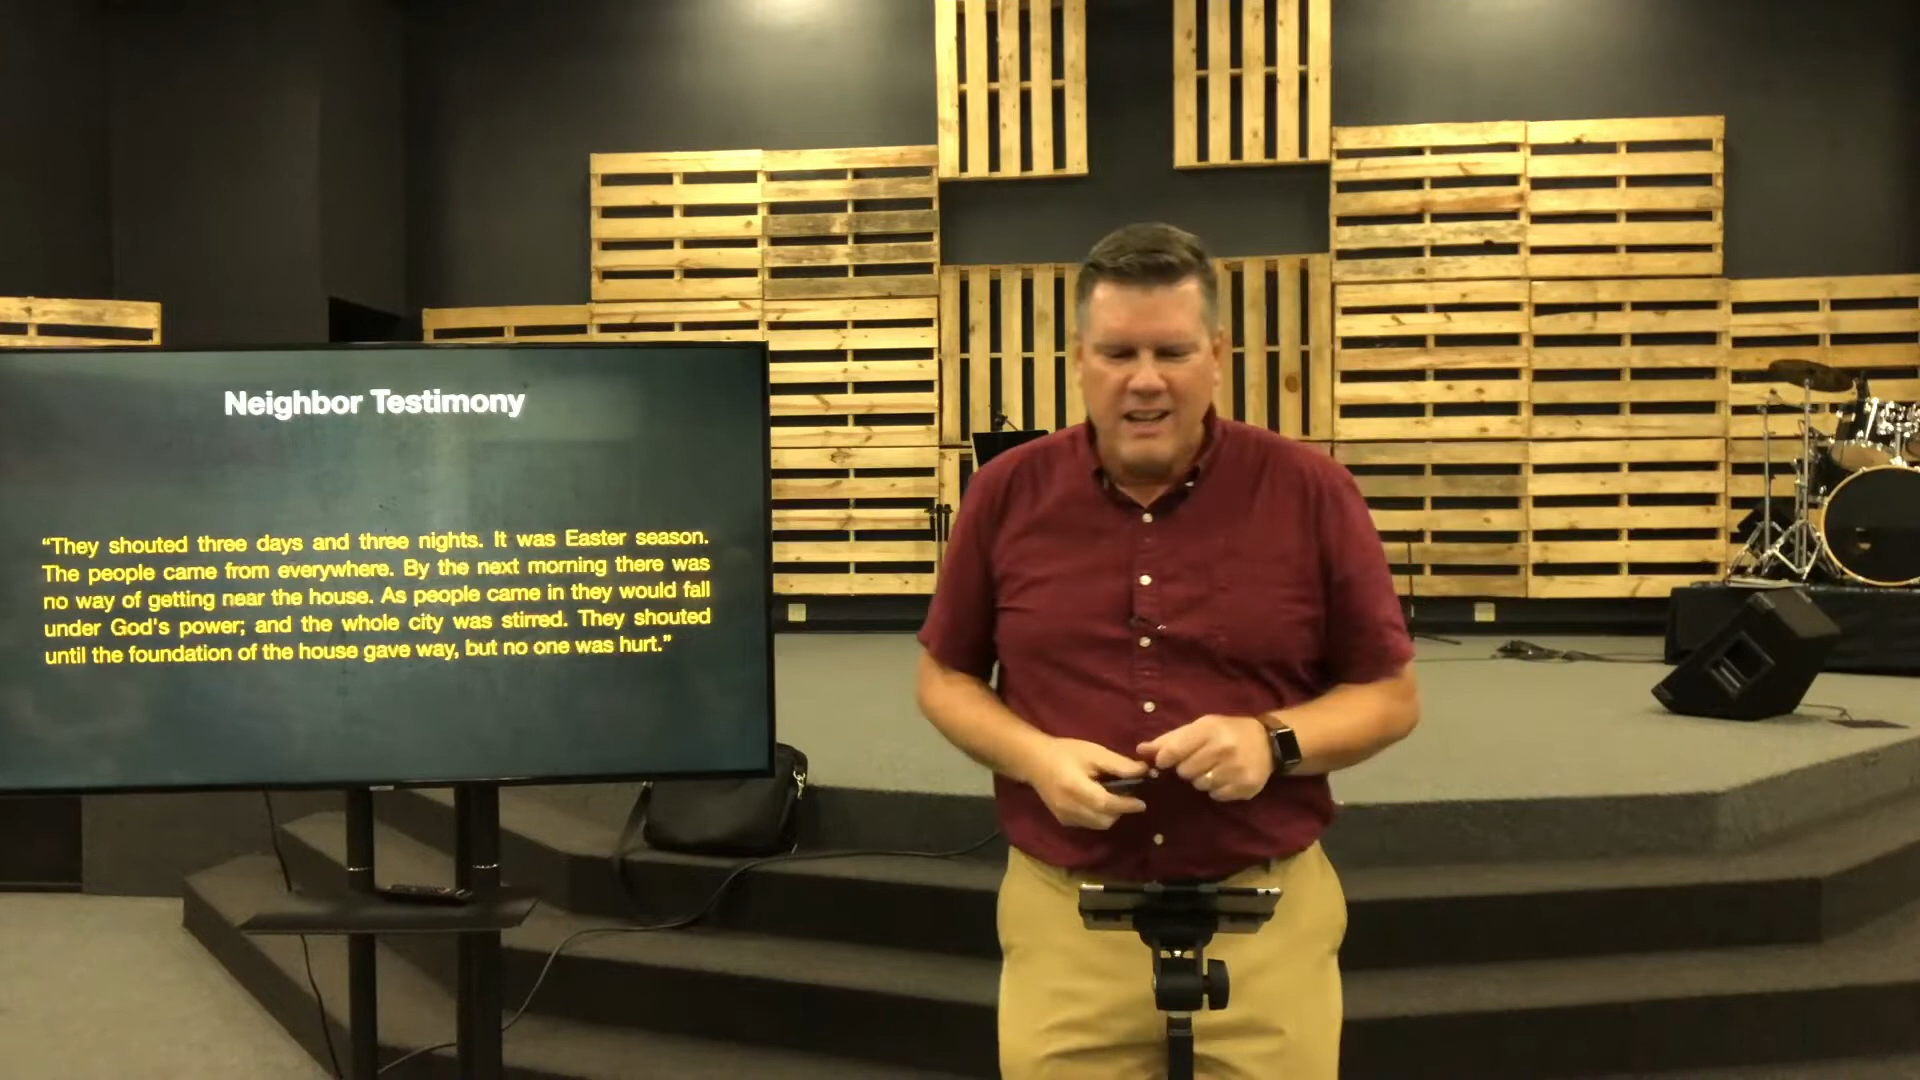 Neighbor Testimony
“They shouted three days and three nights. It was Easter season.
The people came from everywhere. By the next morning there was
no way of getting near the house. As people came in they would fall
under God's power; and the whole city was stirred. They shouted
until the foundation of the house gave way, but no one was hurt.”